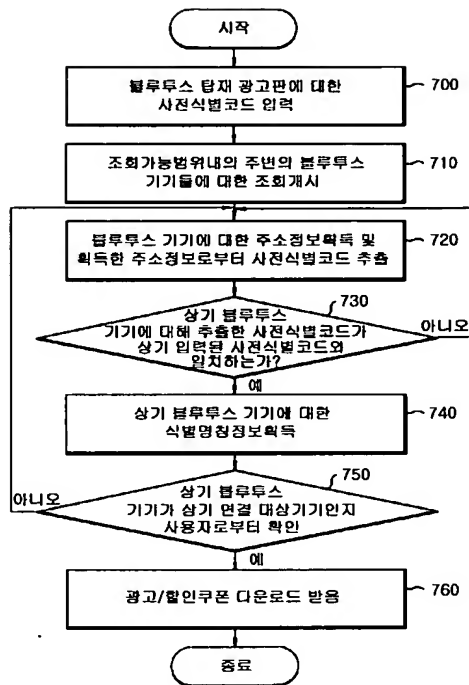 시작
블루투스 탑재 광고판에 대한
사전식별코드 입력
700
조회가능범위내의 주변의 블루투스
기기들에 대한 조회개시
710
블루투스 기기에 대한 주소정보획득 및
획득한 주소정보로부터 사전식별코드 추출
720
730
상기 블루투스
기기에 대해 추출한 사전식별코드가
상기 입력된 사전식별코드와
일치하는가?
아니오
예
상기 블루투스 기기에 대한
식별명칭정보획득
740
750
아니오
상기 블루투스
기기가 상기 연결 대상기기인지
사용자로부터 확인
예
광고/할인쿠폰 다운로드 받음
760
종료